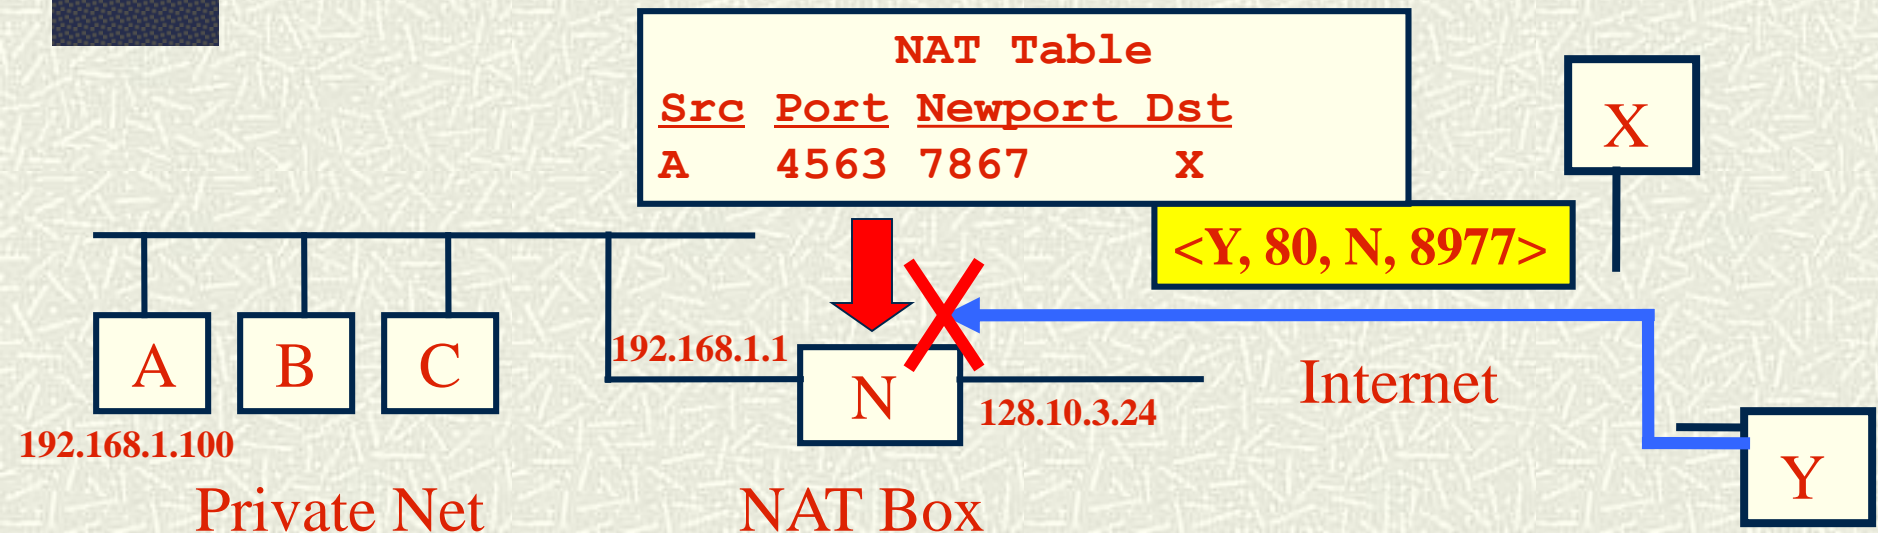 NAT Table
Src Port Newport Dst
A 4563 7867 X
X
<Y, 80, N, 8977>
A
B
C
192.168.1.1
N
128.10.3.24
Internet
192.168.1.100
Y
Private Net
NAT Box